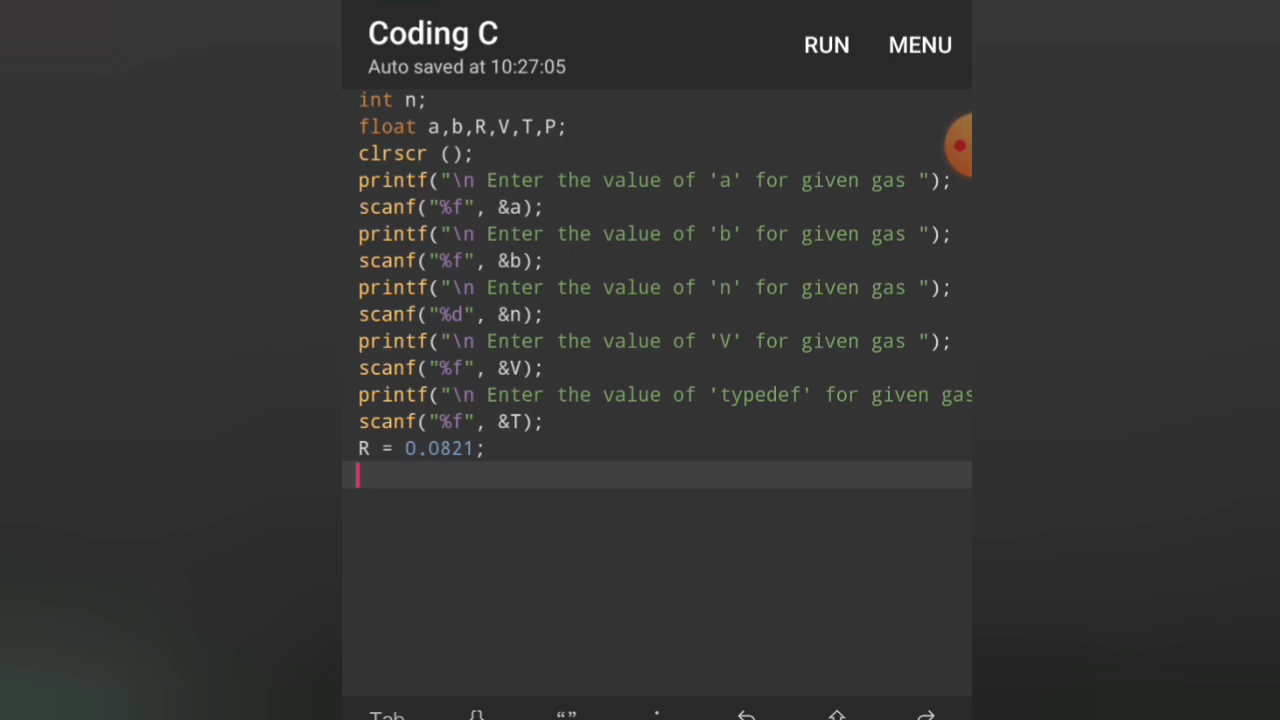 Coding C
RUN MENU
Auto saved at 10:27:05
int n;
float a,b,R,V,T,P;
clrscr ();
printf("\n Enter the value of 'a' for given gas ");
scanf("%f", &a);
printf("\n Enter the value of 'b' for given gas ");
scanf("%f", &b);
printf("\n Enter the value of 'n' for given gas ");
scanf("%d", &n);
printf("\n Enter the value of 'V' for given gas ");
scanf("%f", &V);
printf("\n Enter the value of 'typedef' for given gas
scanf("%f", &T);
R = 0.0821;
Tab {} “”